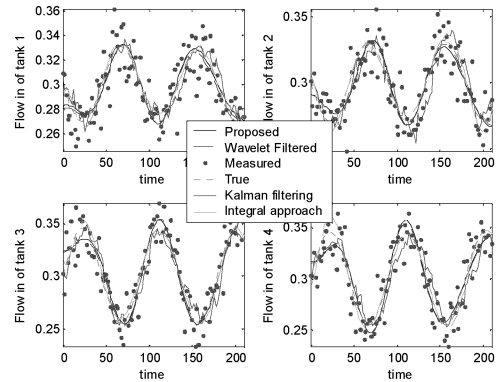 0.36
0.34
0.32
0.3
0.28
0.26
Flow in of tank 1
0 50 100 150 200
time
0.35
0.3
low in of tank 2
0 50 100 150 200
time
Proposed
Wavelet Filtered
Measured
True
Kalman filtering
Integral approach
0.35
0.3
0.25
Flow in of tank 3
0 50 100 150 200
time
0.35
0.3
0.25
Flow in of tank 4
0 50 100 150 200
time